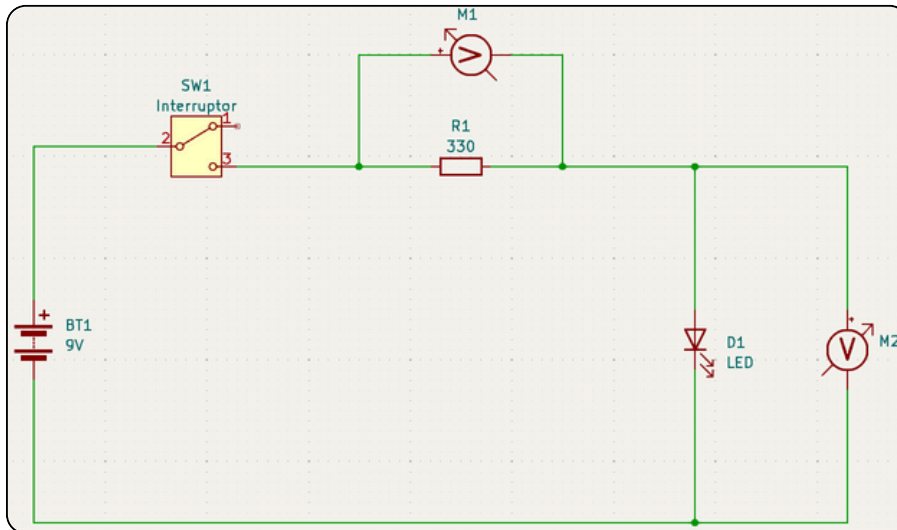 M1
V
SW1
Interruptor
1
2
3
R1
330
BT1
9V
D1
LED
V
M2